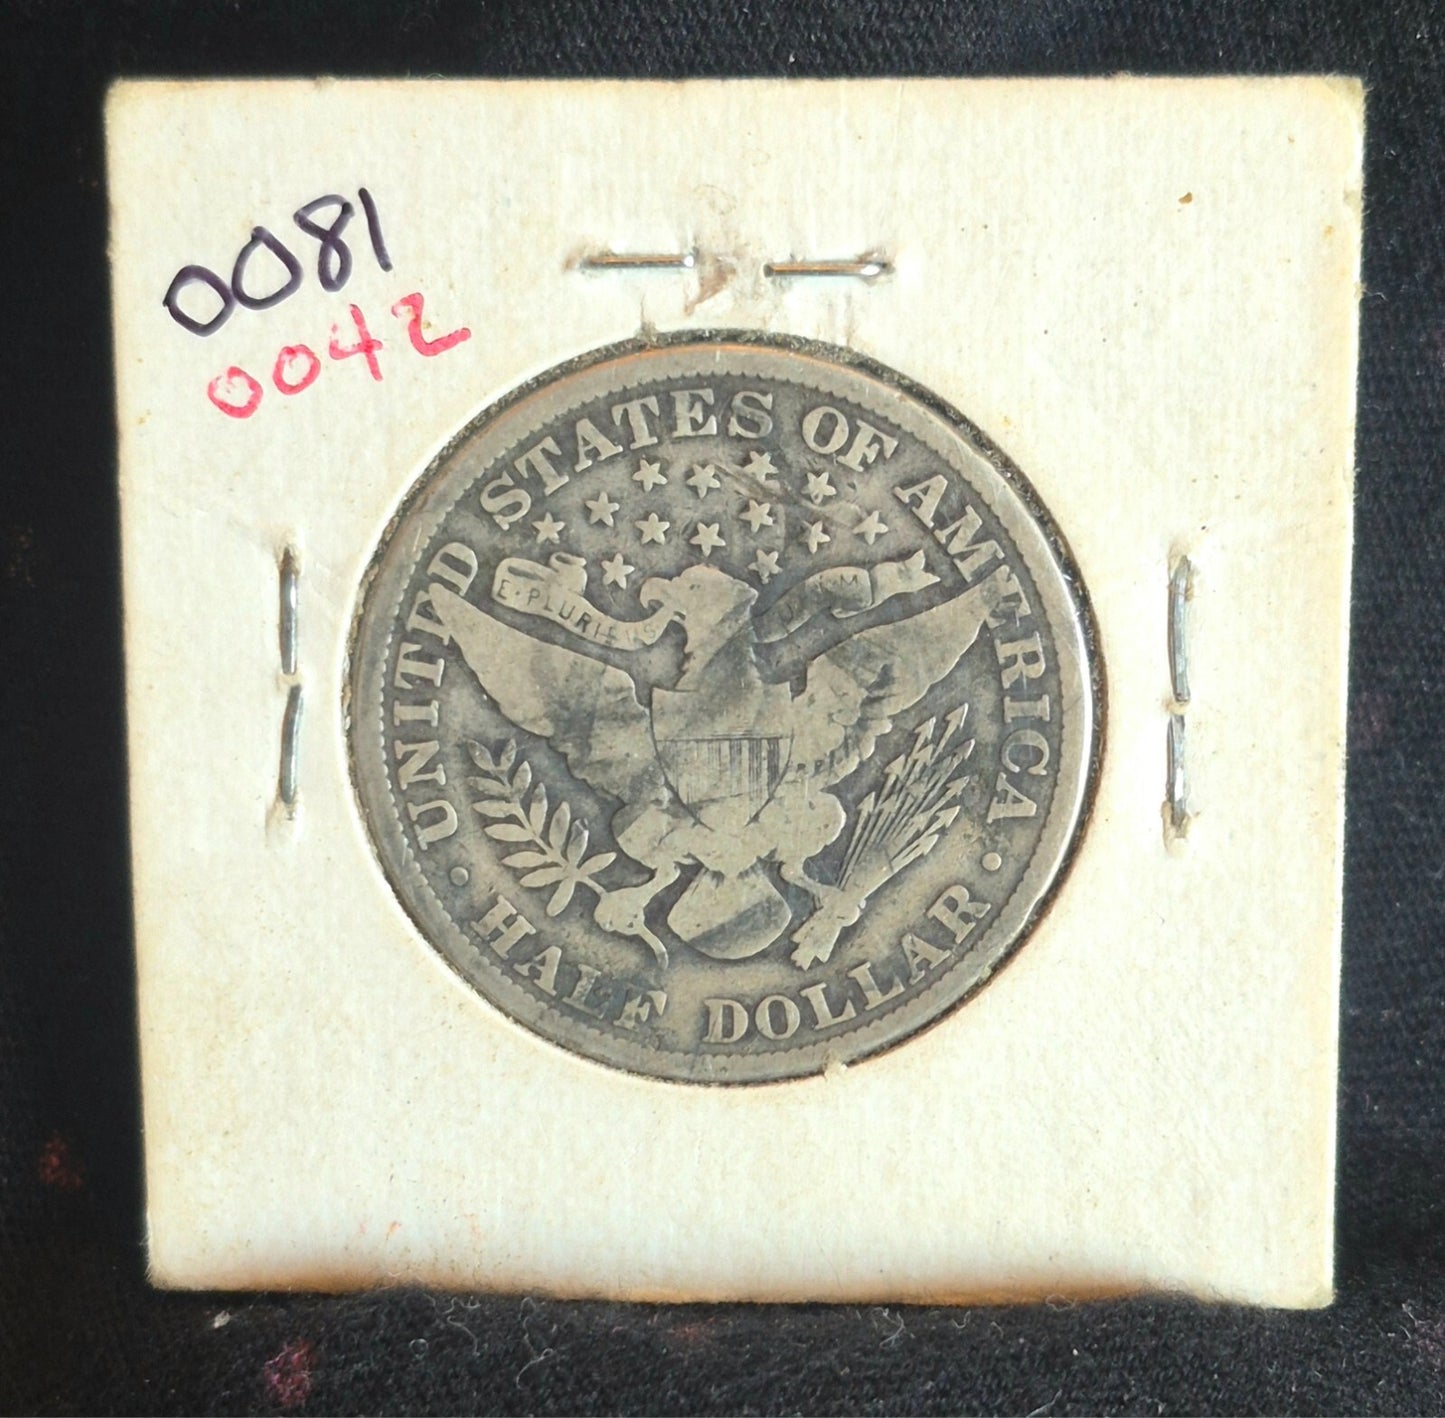 0081
0042
UNITED STATES OF AMERICA
E·PLURIBUS
· HALF DOLLAR ·